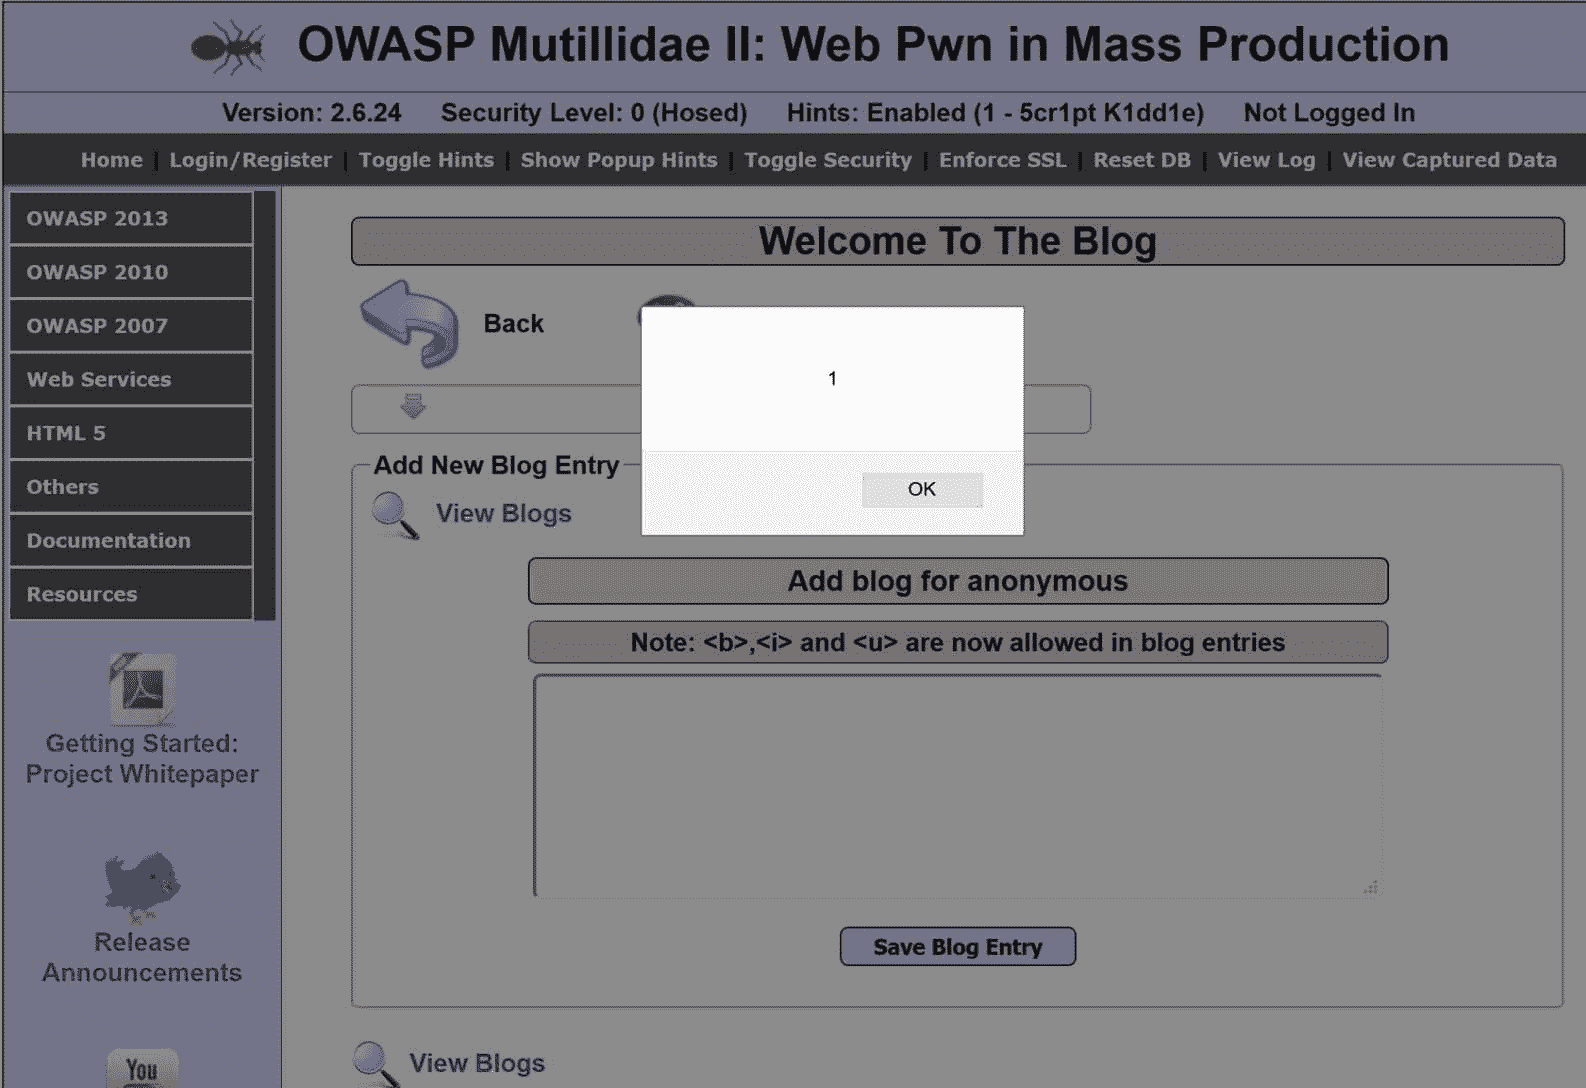 OWASP Mutillidae II: Web Pwn in Mass Production
Version: 2.6.24 Security Level: 0 (Hosed) Hints: Enabled (1 - 5cr1pt K1dd1e) Not Logged In
Home | Login/Register | Toggle Hints | Show Popup Hints | Toggle Security | Enforce SSL | Reset DB | View Log | View Captured Data
OWASP 2013
OWASP 2010
OWASP 2007
Web Services
HTML 5
Others
Documentation
Resources
Getting Started:
Project Whitepaper
Release
Announcements
You
Welcome To The Blog
Back
1
OK
Add New Blog Entry
View Blogs
Add blog for anonymous
Note: <b>,<i> and <u> are now allowed in blog entries
Save Blog Entry
View Blogs